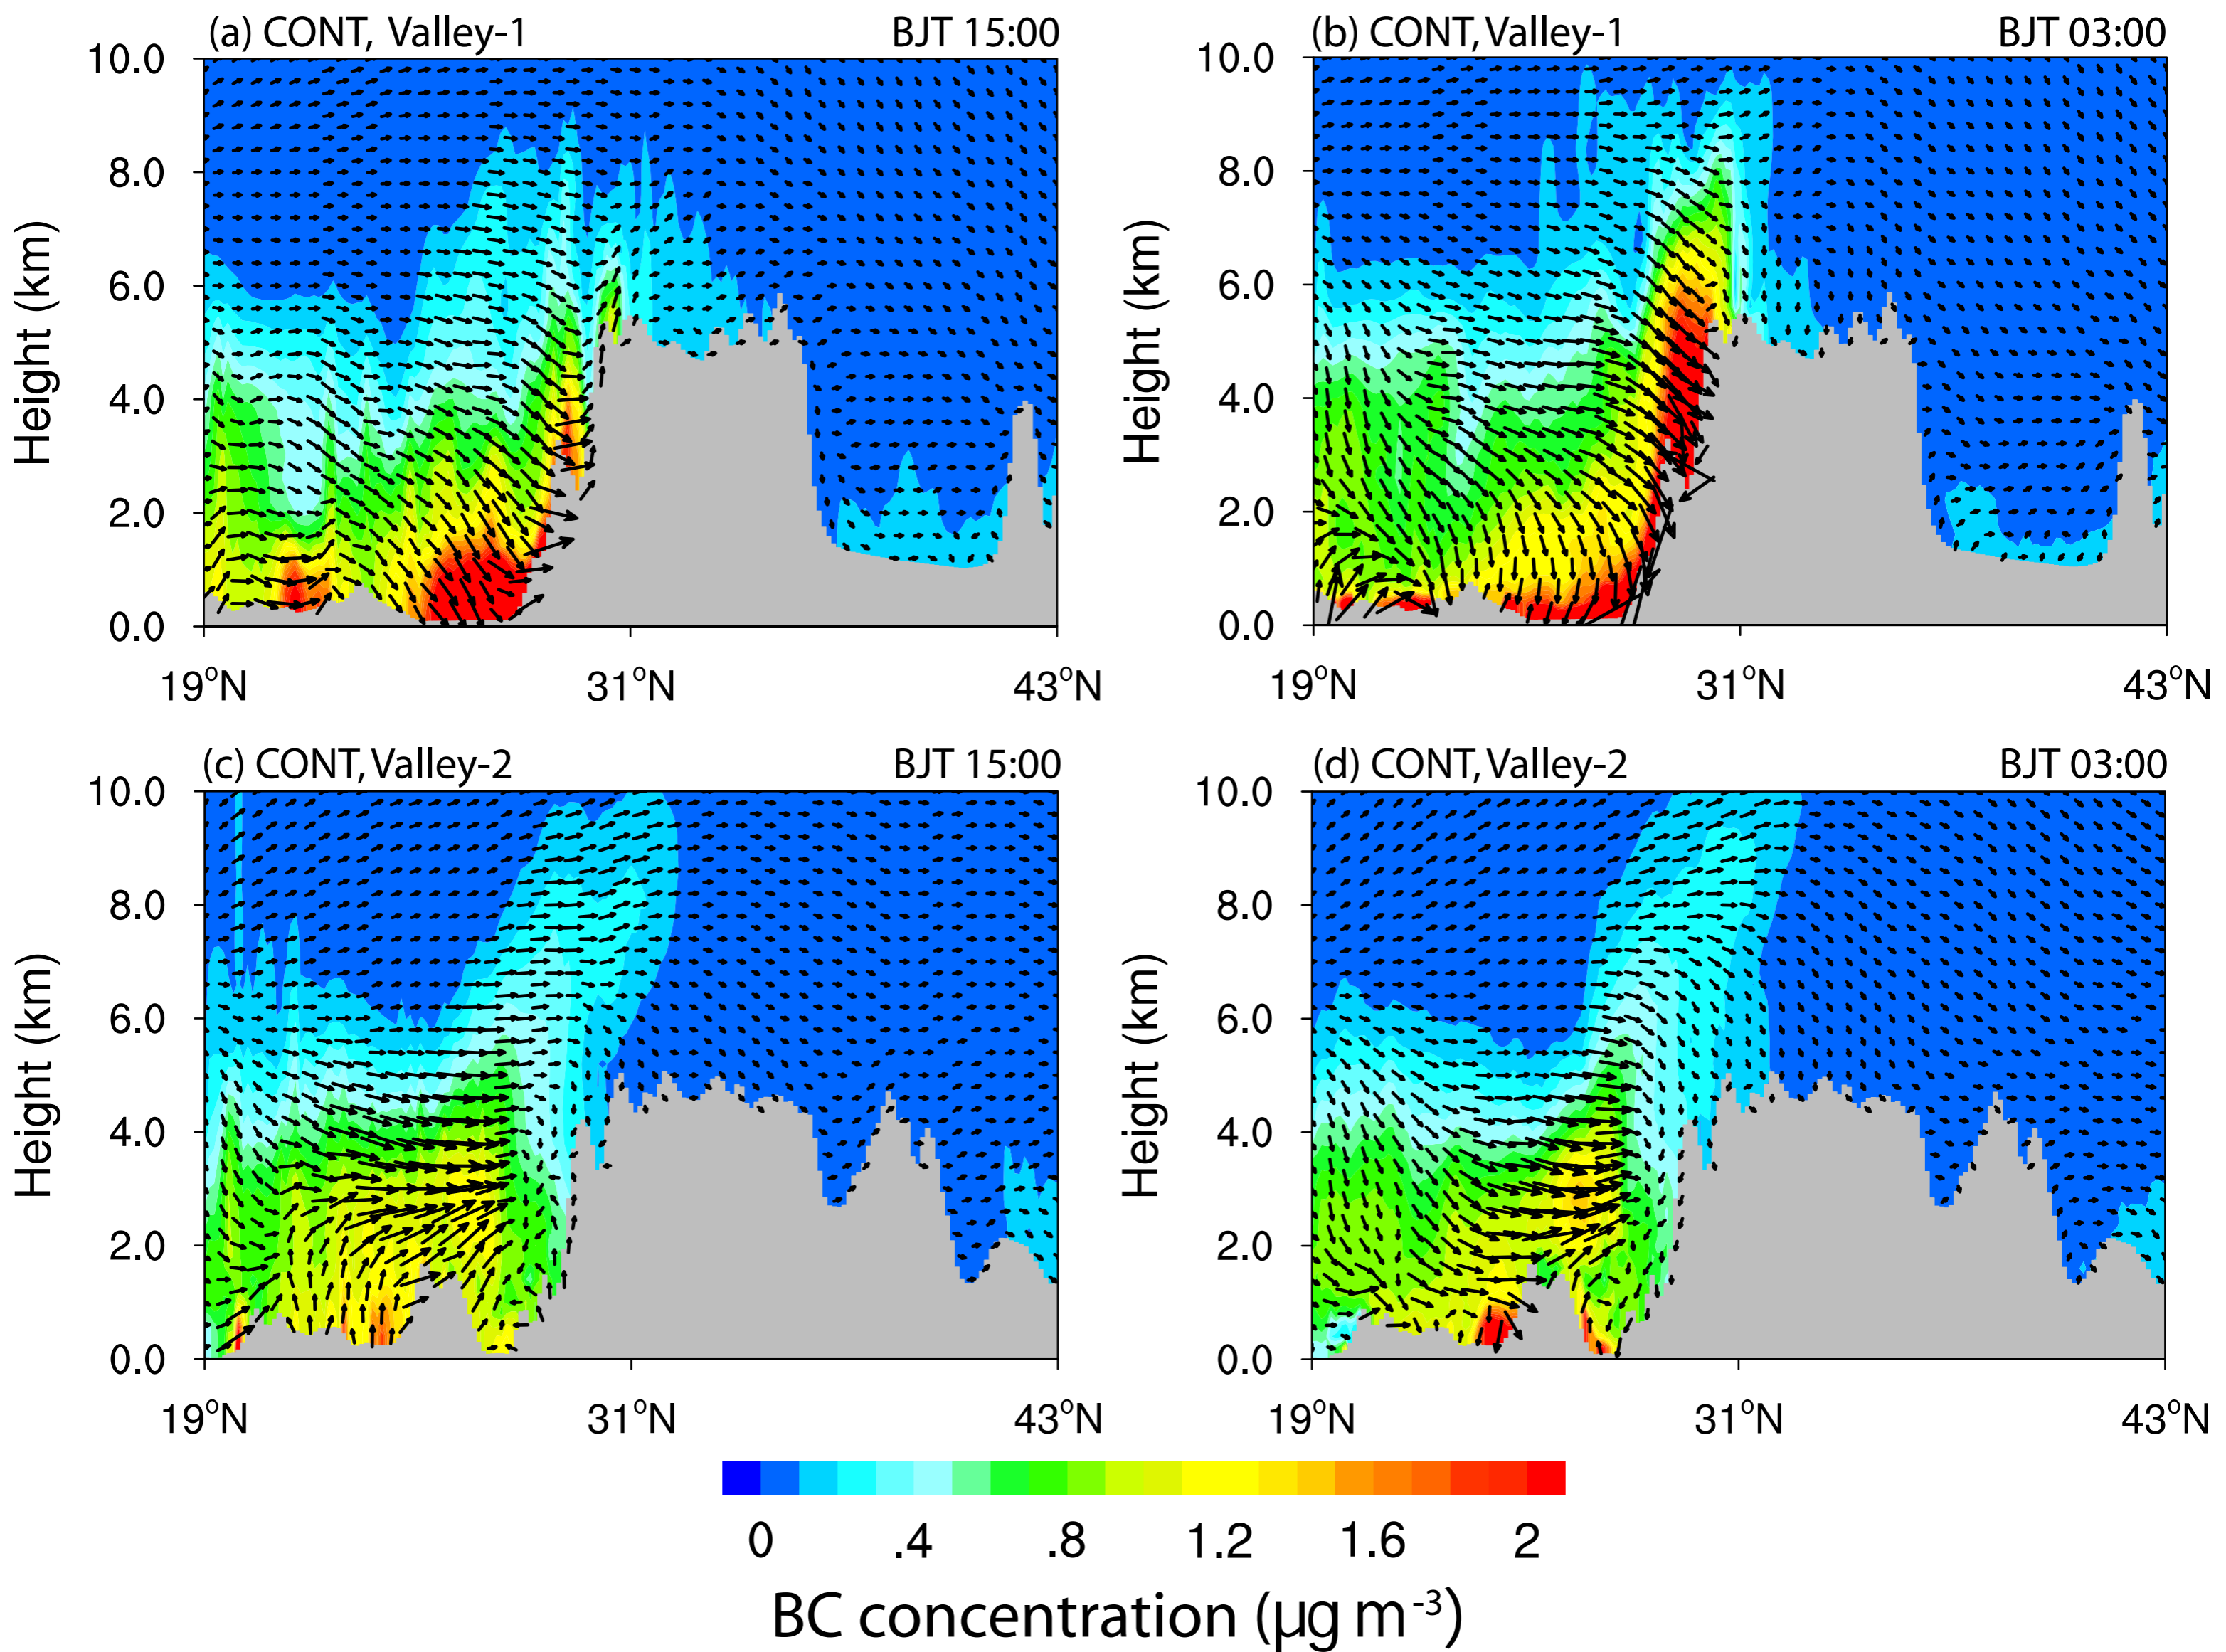 (a) CONT, Valley-1 BJT 15:00
10.0
8.0
6.0
4.0
2.0
0.0
Height (km)
19°N 31°N 43°N
(b) CONT, Valley-1 BJT 03:00
10.0
8.0
6.0
4.0
2.0
0.0
Height (km)
19°N 31°N 43°N
(c) CONT, Valley-2 BJT 15:00
10.0
8.0
6.0
4.0
2.0
0.0
Height (km)
19°N 31°N 43°N
(d) CONT, Valley-2 BJT 03:00
10.0
8.0
6.0
4.0
2.0
0.0
Height (km)
19°N 31°N 43°N
0 .4 .8 1.2 1.6 2
BC concentration (µg m⁻³)